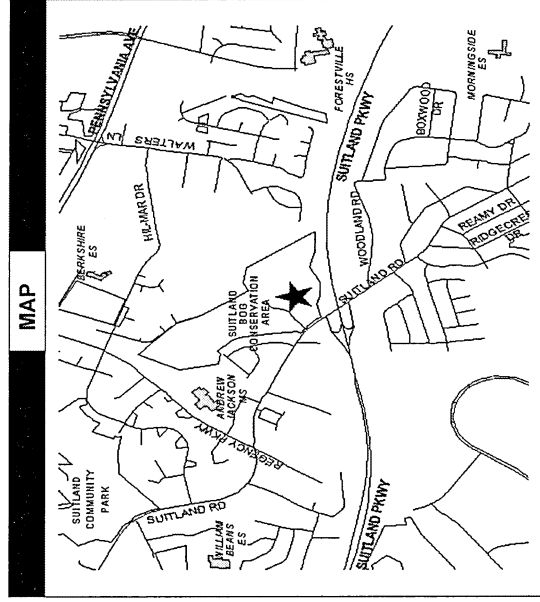 MAP
PENNSYLVANIA AVE
WALTERS
LN
HIL-MAR DR
BERKSHIRE
ES
FORESTVILLE
HS
MORNINGSIDE
ES
SUITLAND PKWY
BOXWOOD
DR
WOODLAND RD
REAMY DR
RIDGECREST
DR
SUITLAND RD
SUITLAND
BOG
CONSERVATION
AREA
ANDREW
JACKSON
MS
REGENCY PKWY
SUITLAND
COMMUNITY
PARK
SUITLAND RD
WILLIAM
BEANS
ES
SUITLAND PKWY